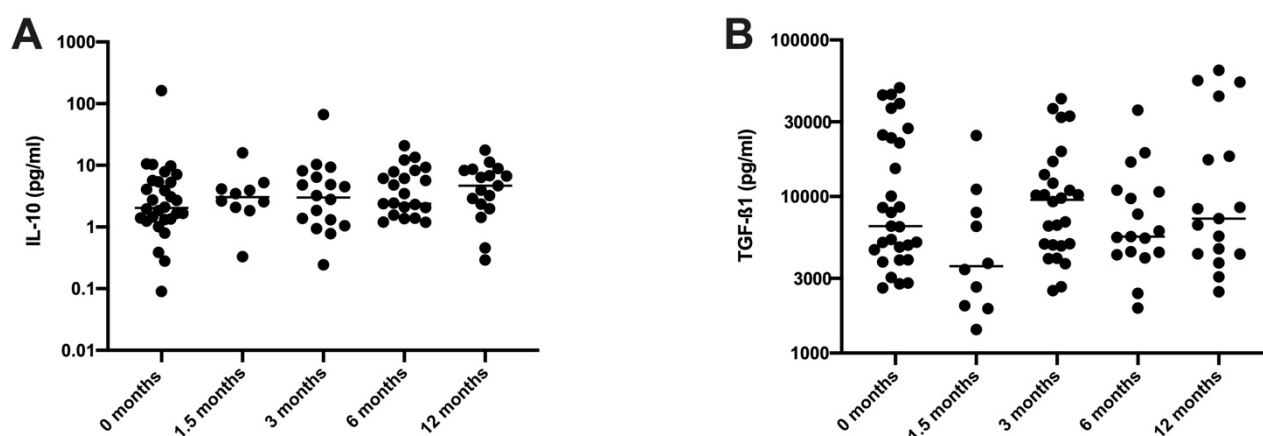 A
1000
100
10
1
0.1
0.01
IL-10 (pg/ml)
0 months
1.5 months
3 months
6 months
12 months
B
100000
30000
10000
3000
1000
TGF-ß1 (pg/ml)
0 months
1.5 months
3 months
6 months
12 months